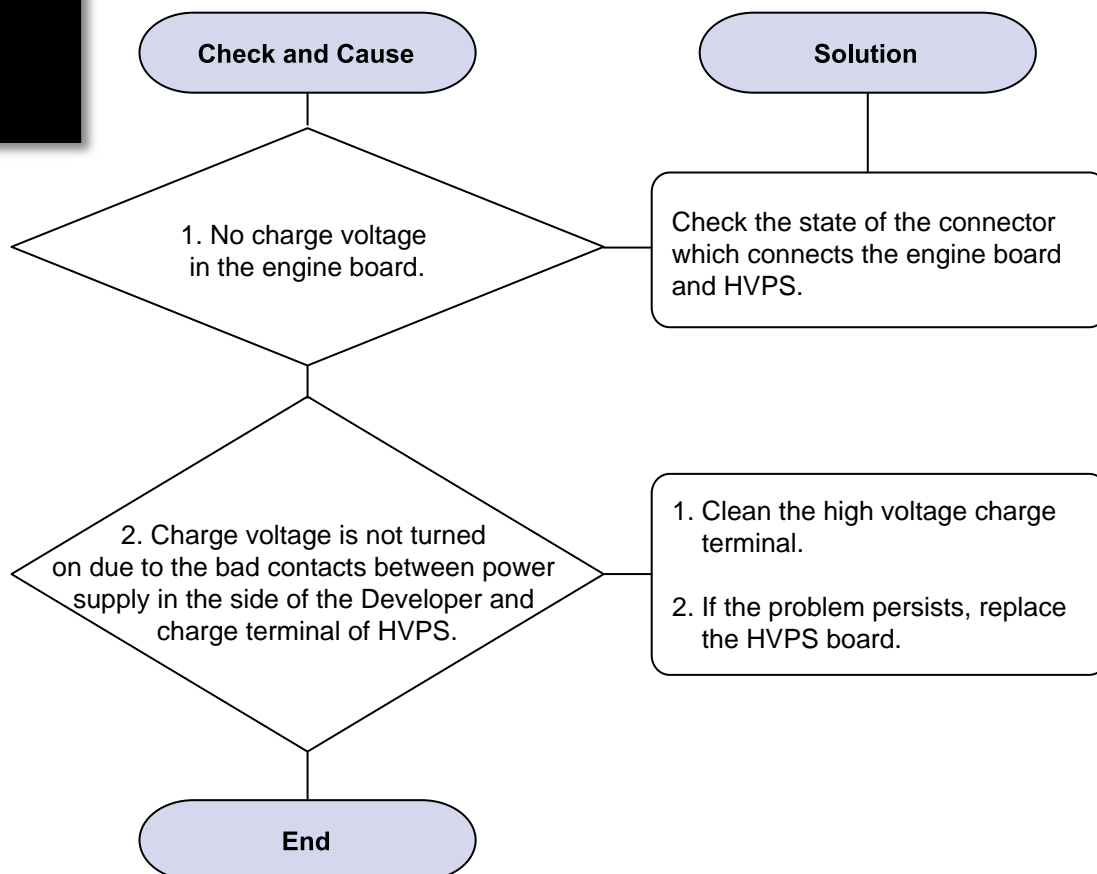 Check and Cause
Solution
1. No charge voltage
in the engine board.
Check the state of the connector
which connects the engine board
and HVPS.
2. Charge voltage is not turned
on due to the bad contacts between power
supply in the side of the Developer and
charge terminal of HVPS.
1. Clean the high voltage charge
terminal.
2. If the problem persists, replace
the HVPS board.
End